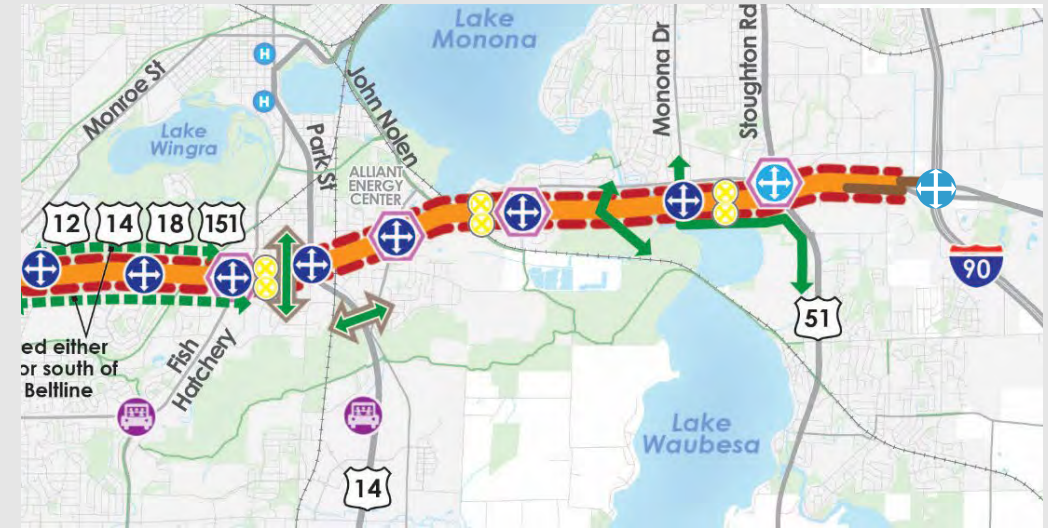 Lake
Monona
Monroe St
John Nolen
Monona Dr
Stoughton Rd
H
H
Lake
Wingra
Park St
ALLIANT
ENERGY
CENTER
12
14
18
151
90
51
ed either
or south of
Beltline
Fish
Hatchery
Lake
Waubesa
14